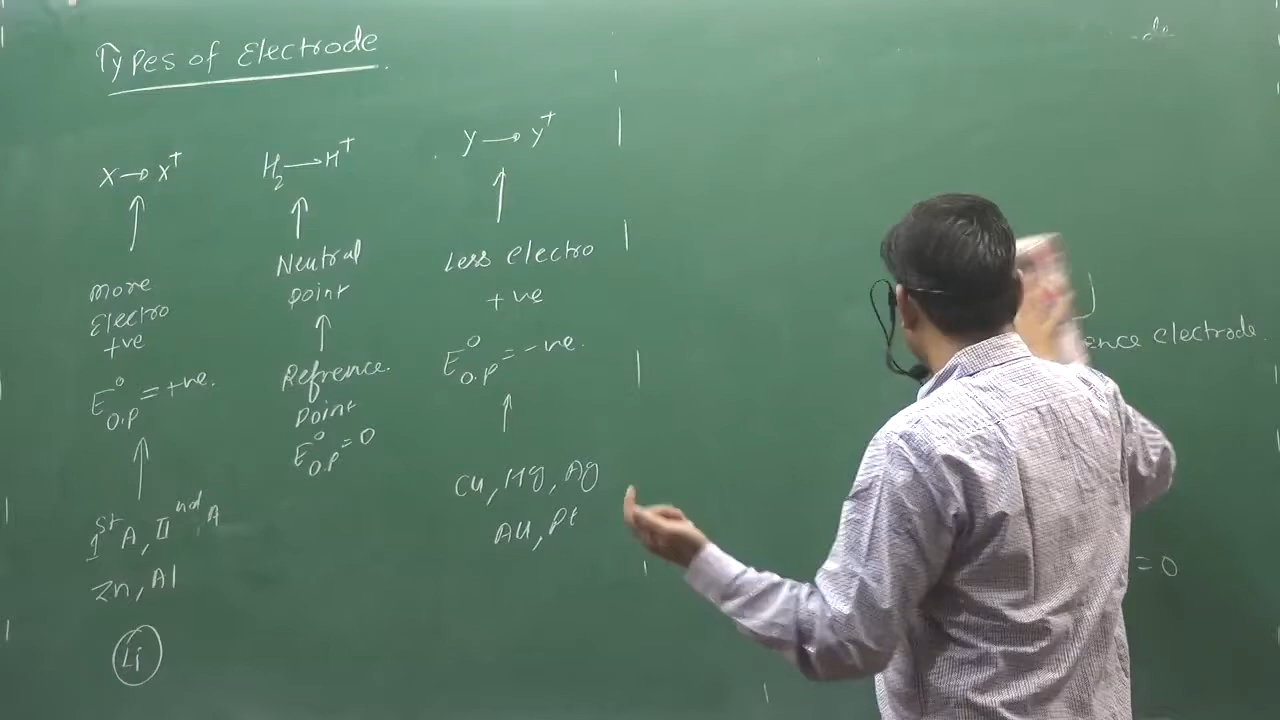 Types of Electrode
X → X⁺
More
Electro
+ve
E°O.P = +ve.
Iˢᵗ A, IIⁿᵈ A
Zn, Al
Li
H₂ → H⁺
Neutral
point
Refrence.
Point
E°O.P = 0
Y → Y⁺
Less electro
+ve
E°O.P = -ve.
Cu, Hg, Ag
Au, Pt
ence electrode.
= 0